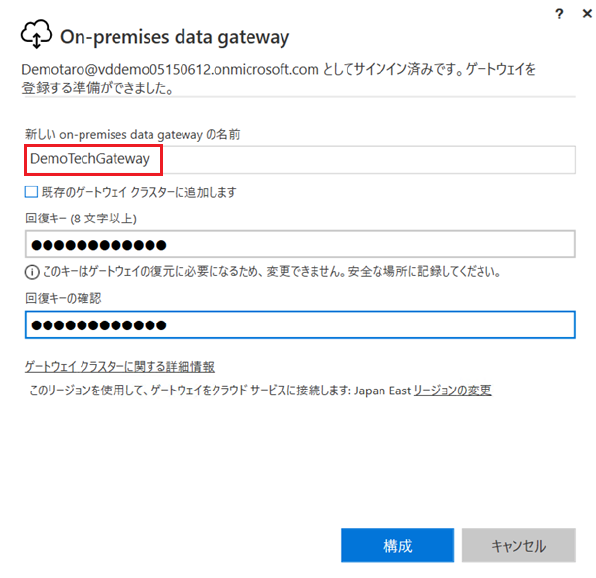 ? ×
On-premises data gateway
Demotaro@vddemo05150612.onmicrosoft.com としてサインイン済みです。ゲートウェイを
登録する準備ができました。
新しい on-premises data gateway の名前
DemoTechGateway
既存のゲートウェイ クラスターに追加します
回復キー (8 文字以上)
●●●●●●●●●●●●
このキーはゲートウェイの復元に必要になるため、変更できません。安全な場所に記録してください。
回復キーの確認
●●●●●●●●●●●●
ゲートウェイ クラスターに関する詳細情報
このリージョンを使用して、ゲートウェイをクラウド サービスに接続します: Japan East リージョンの変更
構成 キャンセル